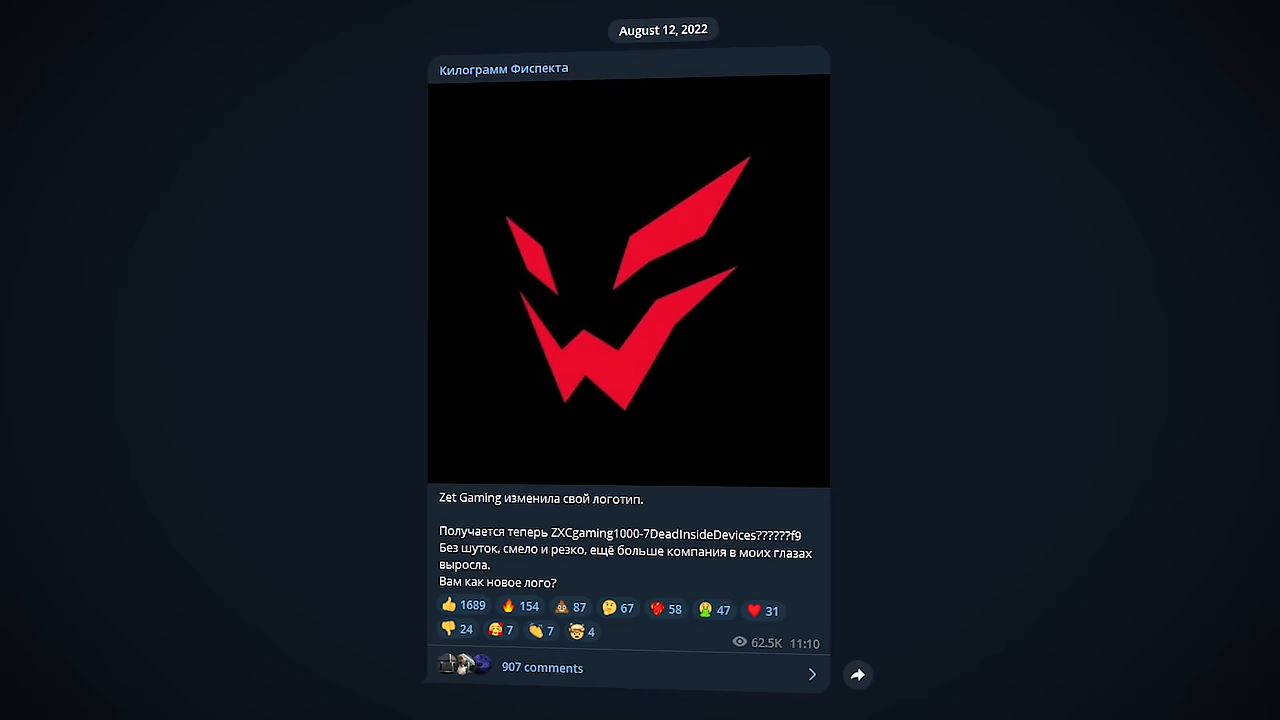 August 12, 2022
Килограмм Фиспекта
Zet Gaming изменила свой логотип.
Получается теперь ZXCgaming1000-7DeadInsideDevices??????f9
Без шуток, смело и резко, ещё больше компания в моих глазах
выросла.
Вам как новое лого?
1689 154 87 67 58 47 31
24 7 7 4
62.5K 11:10
907 comments